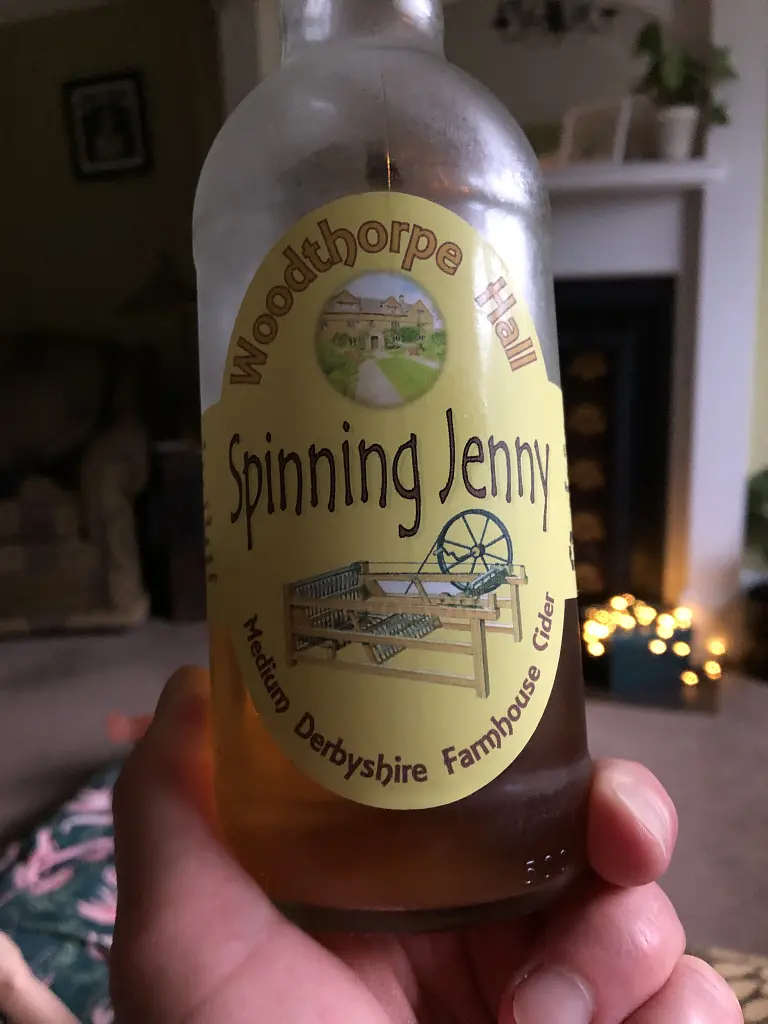 Woodthorpe Hall
Spinning Jenny
Medium Derbyshire Farmhouse Cider